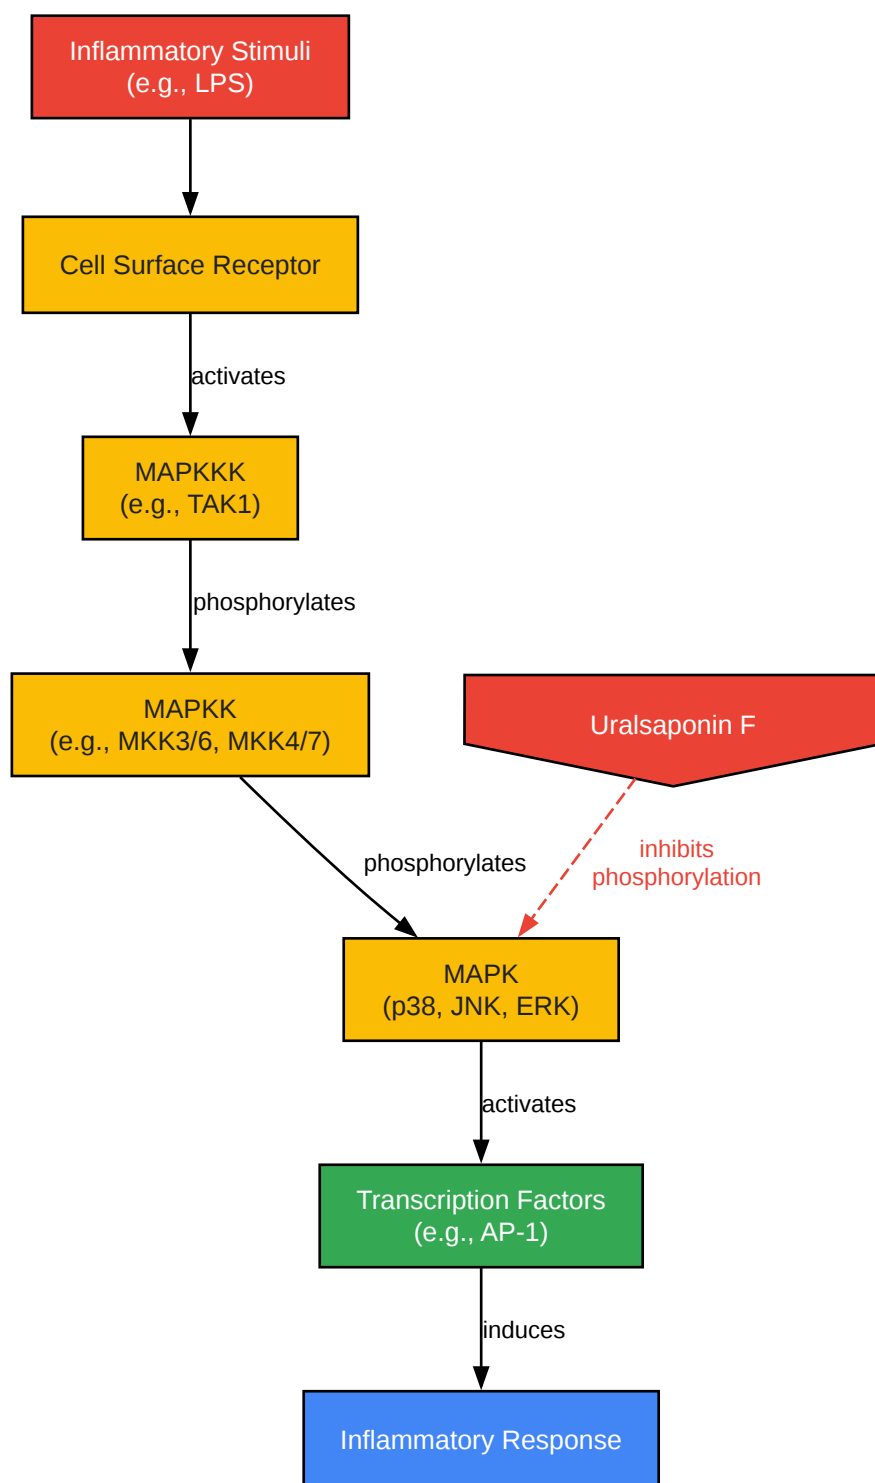 Inflammatory Stimuli
(e.g., LPS)
Cell Surface Receptor
activates
MAPKKK
(e.g., TAK1)
phosphorylates
MAPKK
(e.g., MKK3/6, MKK4/7)
Uralsaponin F
phosphorylates
inhibits
phosphorylation
MAPK
(p38, JNK, ERK)
activates
Transcription Factors
(e.g., AP-1)
induces
Inflammatory Response